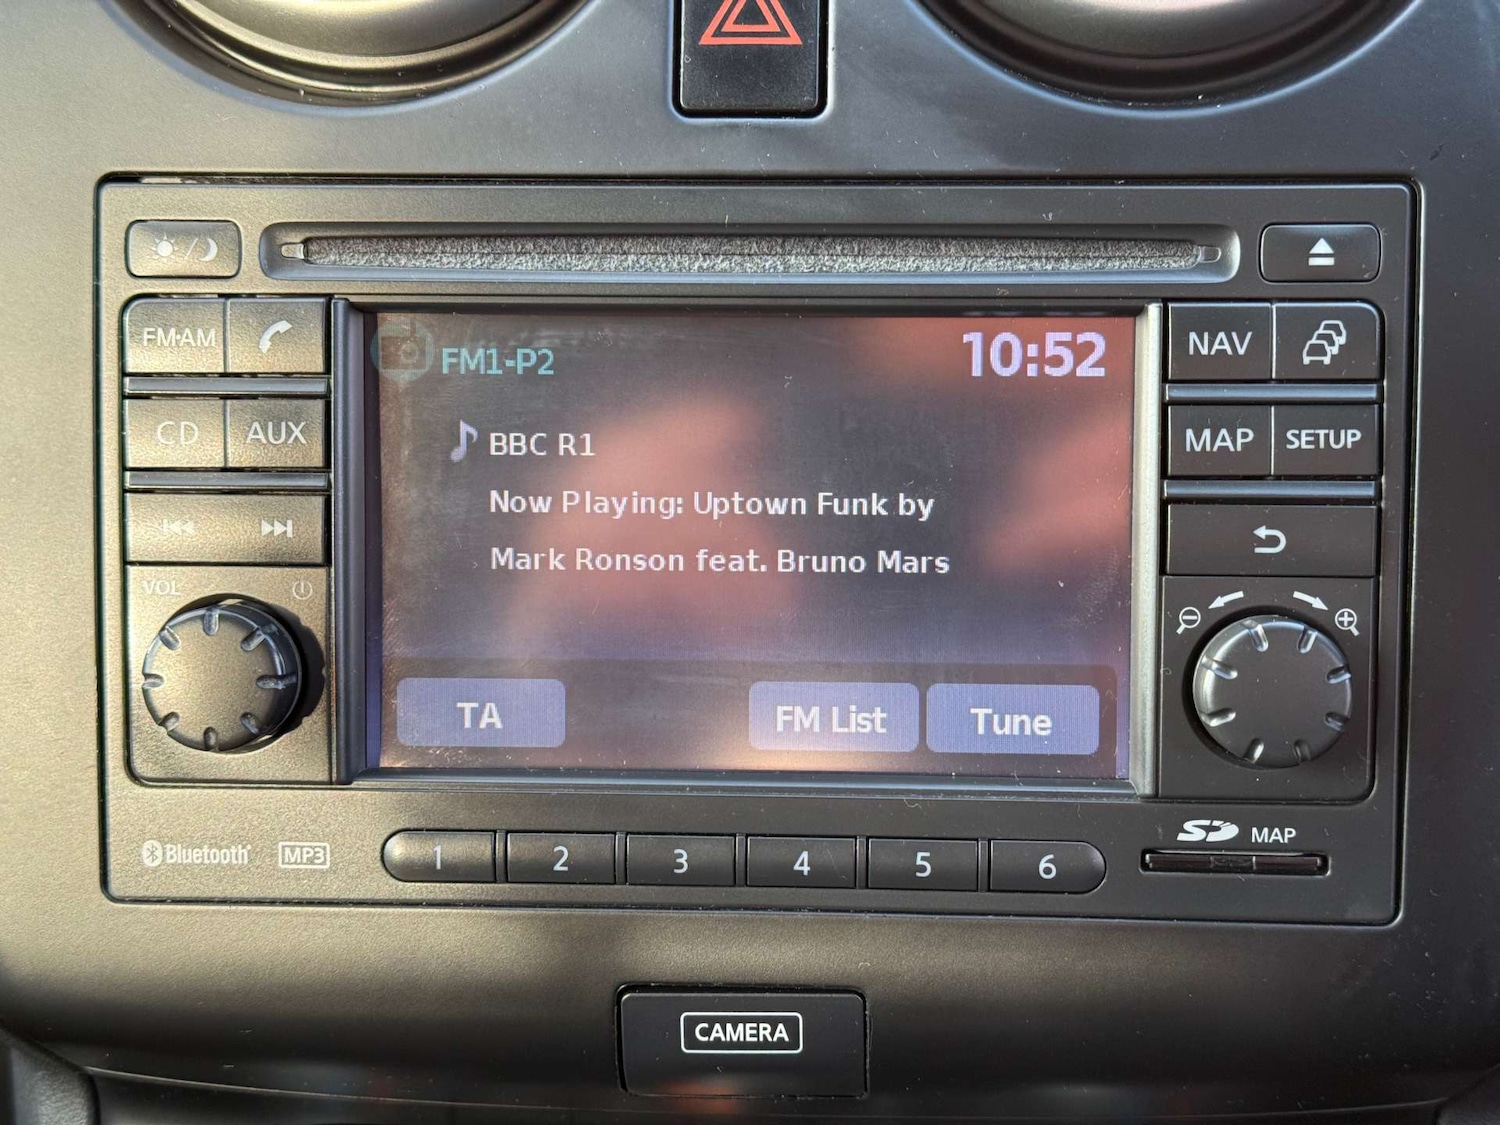 FM·AM
CD
AUX
VOL
FM1-P2
10:52
BBC R1
Now Playing: Uptown Funk by
Mark Ronson feat. Bruno Mars
TA
FM List
Tune
NAV
MAP
SETUP
Bluetooth
MP3
1
2
3
4
5
6
SD
MAP
CAMERA